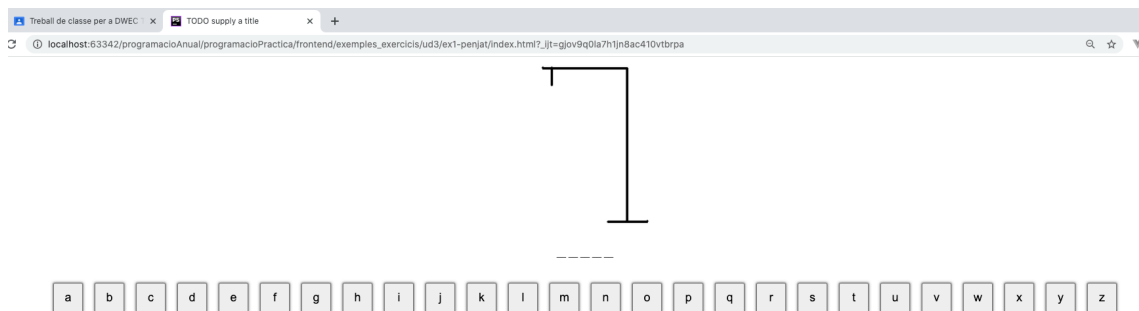 Treball de classe per a DWEC T
TODO supply a title
localhost:63342/programacioAnual/programacioPractica/frontend/exemples_exercicis/ud3/ex1-penjat/index.html?_ijt=gjov9q0la7h1jn8ac410vtbrpa
_ _ _ _ _
a b c d e f g h i j k l m n o p q r s t u v w x y z